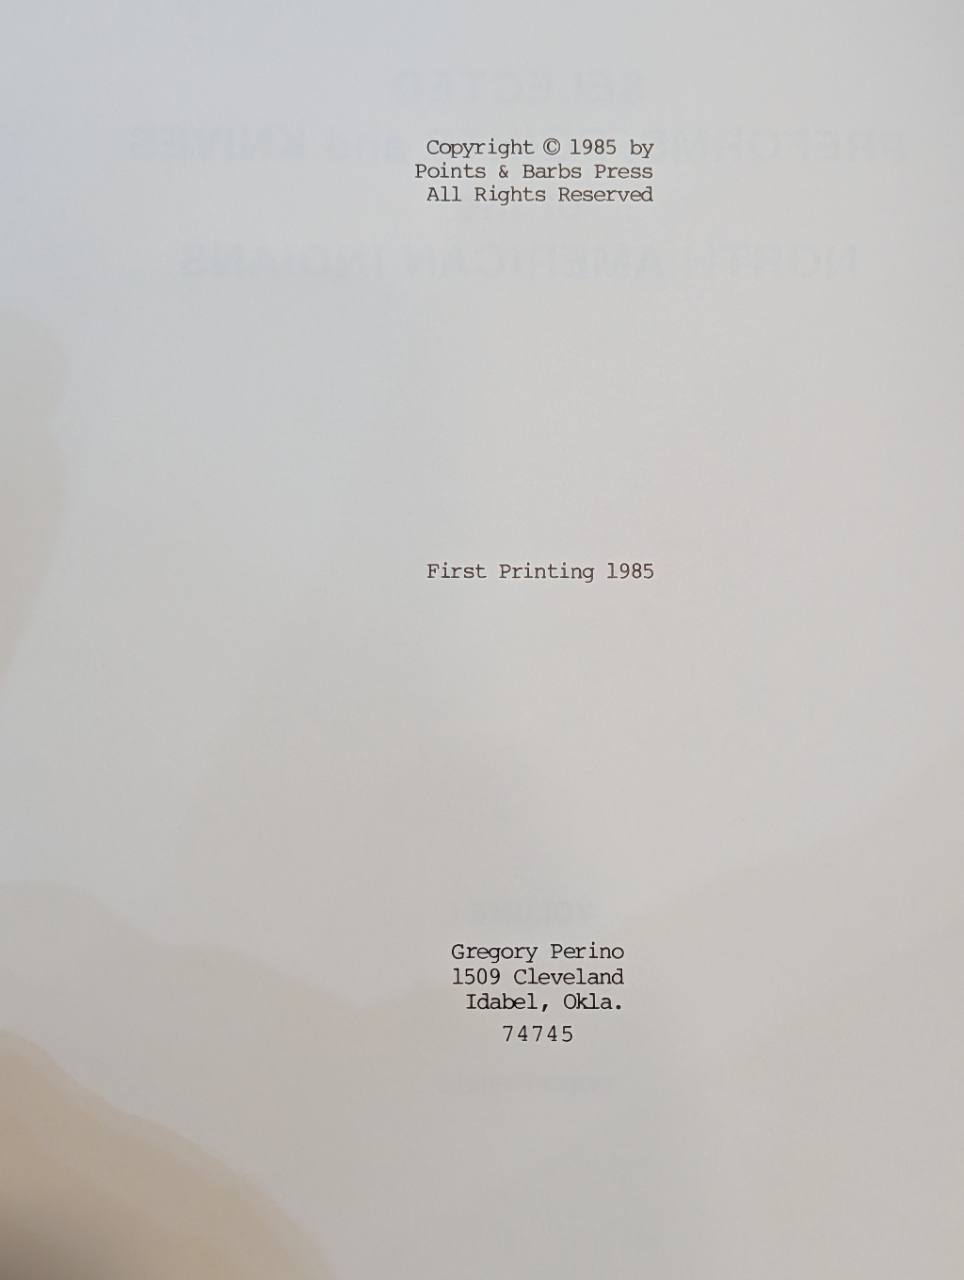 Copyright © 1985 by
Points & Barbs Press
All Rights Reserved
First Printing 1985
Gregory Perino
1509 Cleveland
Idabel, Okla.
74745